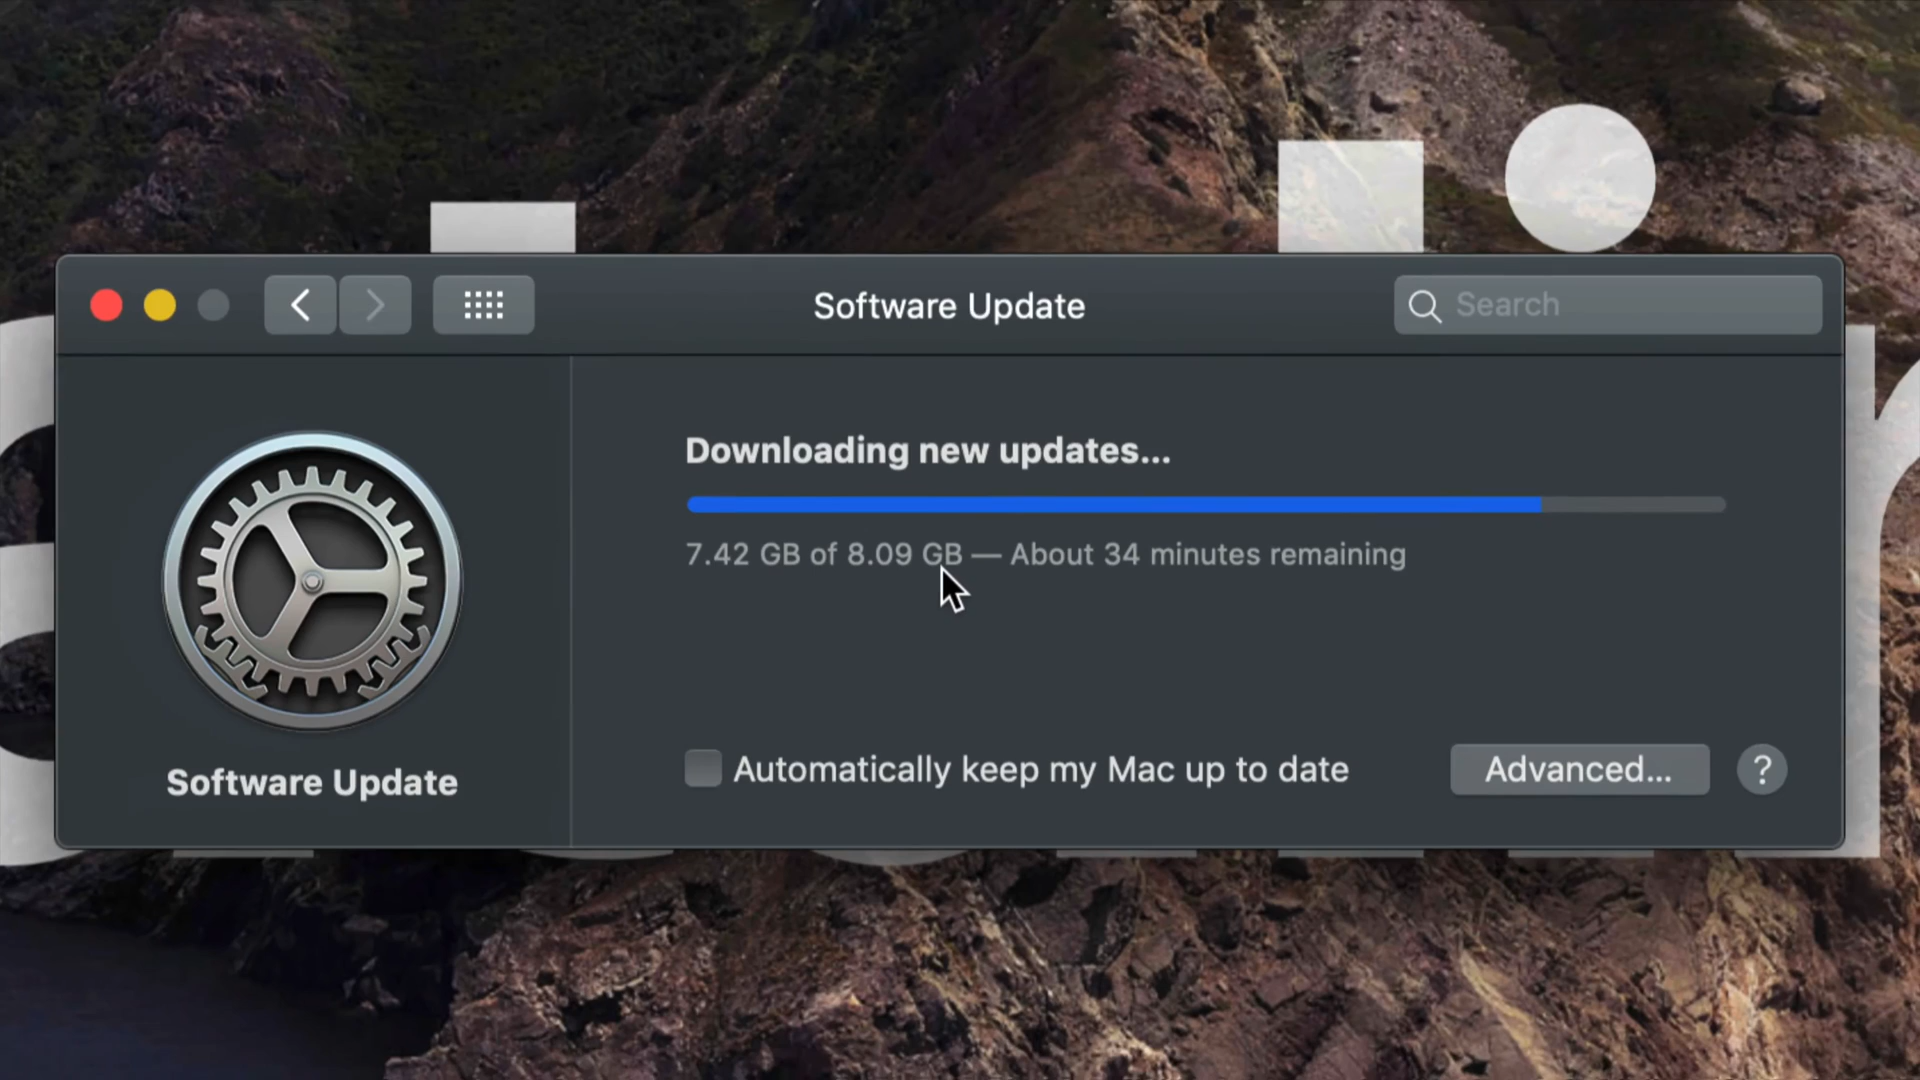 Software Update
Search
Downloading new updates...
7.42 GB of 8.09 GB — About 34 minutes remaining
Software Update
Automatically keep my Mac up to date
Advanced...
?